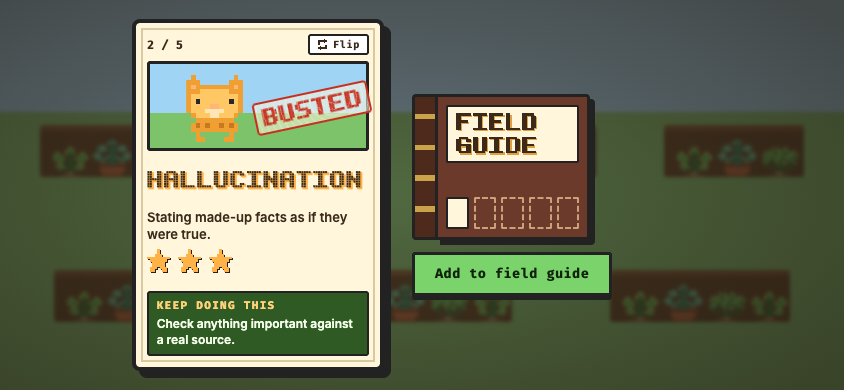 2 / 5
Flip
BUSTED
HALLUCINATION
Stating made-up facts as if they
were true.
KEEP DOING THIS
Check anything important against
a real source.
FIELD
GUIDE
Add to field guide